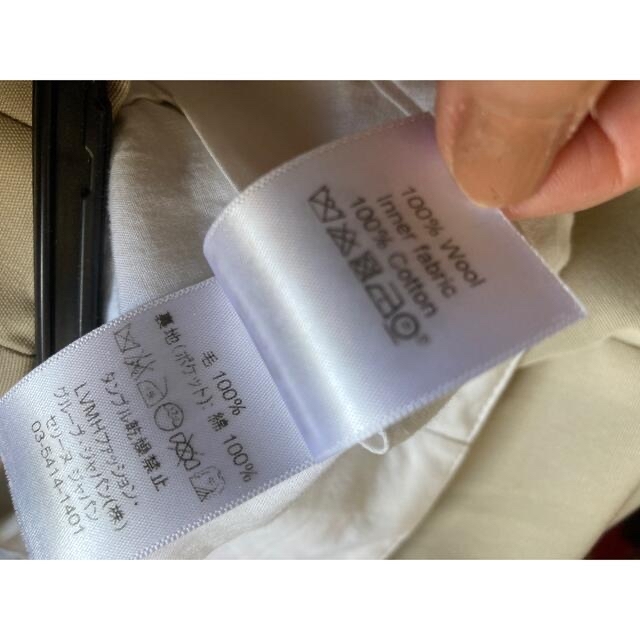 100% Wool
Inner fabric
100% Cotton
毛 100%
裏地(ポケット): 綿 100%
タンブル乾燥禁止
LVMHファッション・
グループ ジャパン(株)
セリーヌ ジャパン
03-5414-1401